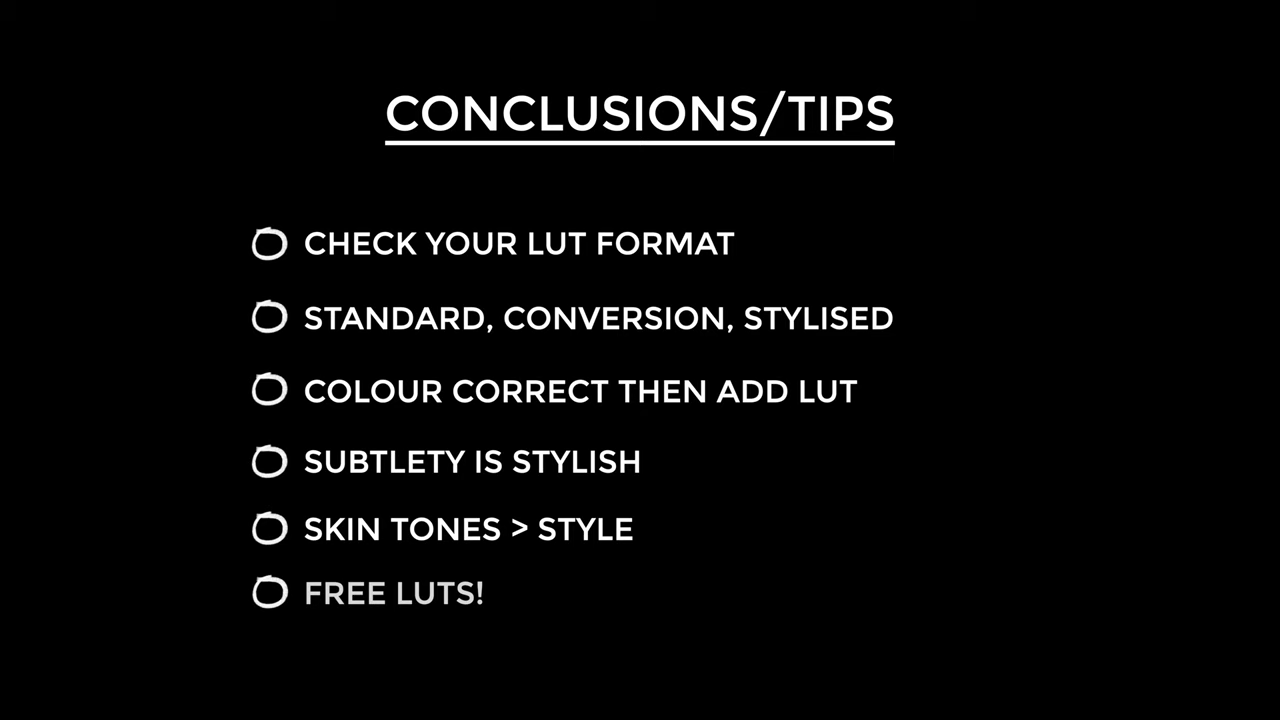 CONCLUSIONS/TIPS
CHECK YOUR LUT FORMAT
STANDARD, CONVERSION, STYLISED
COLOUR CORRECT THEN ADD LUT
SUBTLETY IS STYLISH
SKIN TONES > STYLE
FREE LUTS!